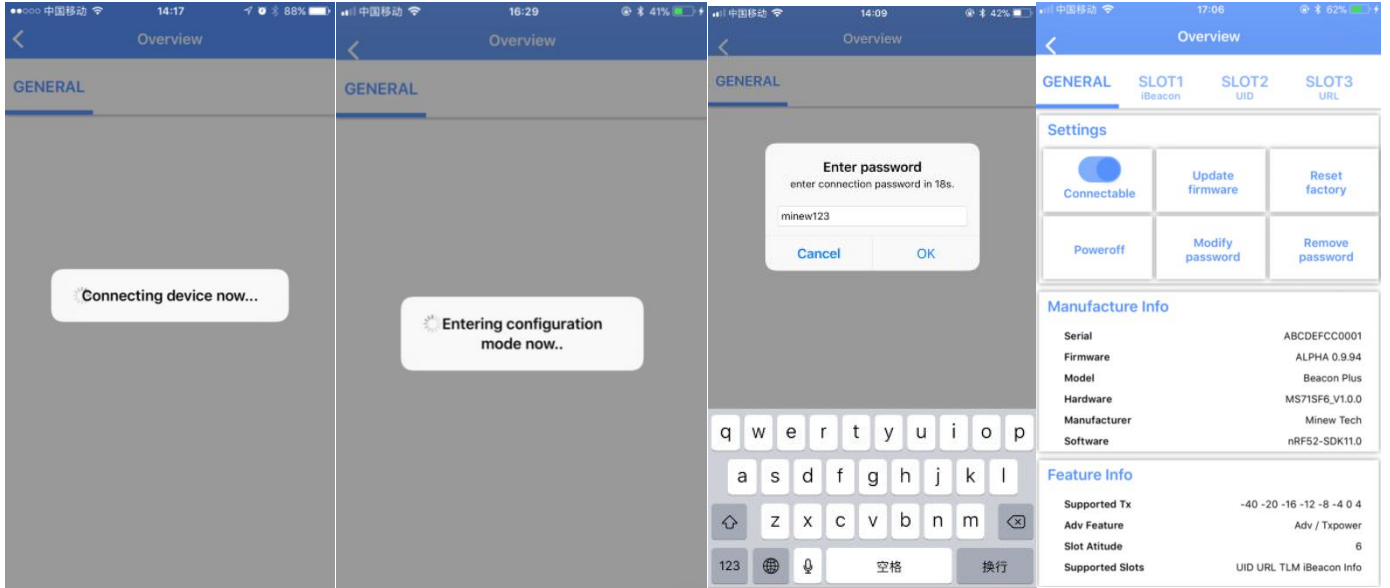 中国移动 14:17 88%
Overview
GENERAL
Connecting device now...
中国移动 16:29 41%
Overview
GENERAL
Entering configuration
mode now..
中国移动 14:09 42%
Overview
GENERAL
Enter password
enter connection password in 18s.
minew123
Cancel OK
q w e r t y u i o p
a s d f g h j k l
z x c v b n m
123 空格 换行
中国移动 17:06 62%
Overview
GENERAL SLOT1 SLOT2 SLOT3
iBeacon UID URL
Settings
Connectable
Update
firmware
Reset
factory
Poweroff
Modify
password
Remove
password
Manufacture Info
Serial ABCDEFCC0001
Firmware ALPHA 0.9.94
Model Beacon Plus
Hardware MS71SF6_V1.0.0
Manufacturer Minew Tech
Software nRF52-SDK11.0
Feature Info
Supported Tx -40 -20 -16 -12 -8 -4 0 4
Adv Feature Adv / Txpower
Slot Atitude 6
Supported Slots UID URL TLM iBeacon Info